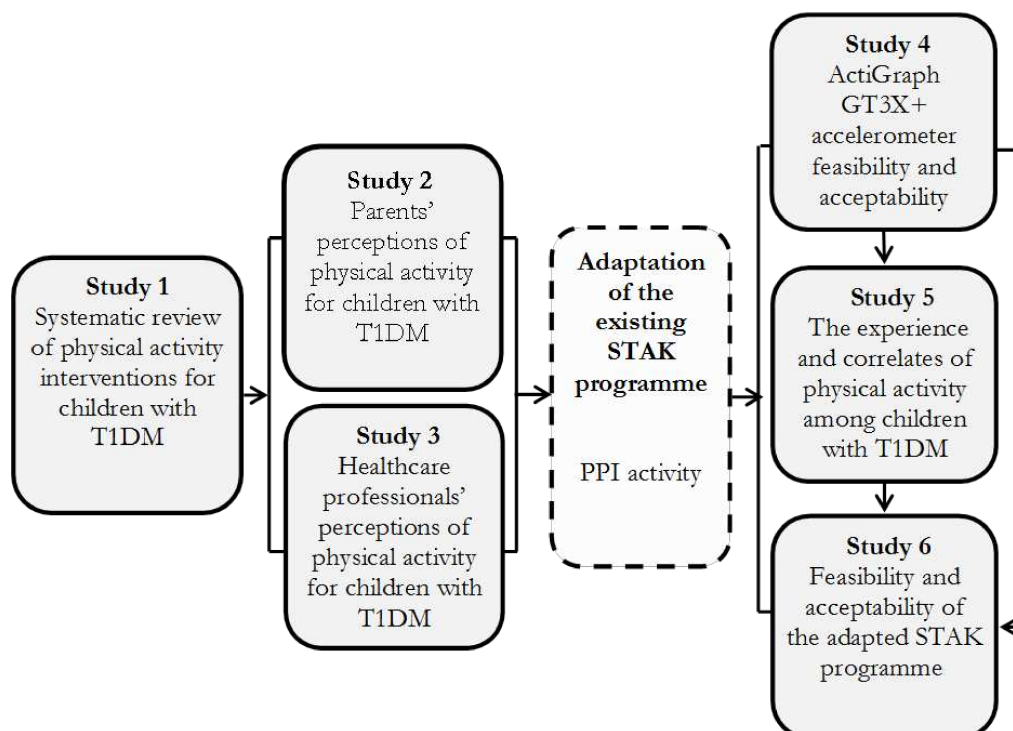 Study 1
Systematic review
of physical activity
interventions for
children with
T1DM
Study 2
Parents’
perceptions of
physical activity
for children with
T1DM
Study 3
Healthcare
professionals’
perceptions of
physical activity
for children with
T1DM
Adaptation
of the
existing
STAK
programme
PPI activity
Study 4
ActiGraph
GT3X+
accelerometer
feasibility and
acceptability
Study 5
The experience
and correlates of
physical activity
among children
with T1DM
Study 6
Feasibility and
acceptability of
the adapted STAK
programme